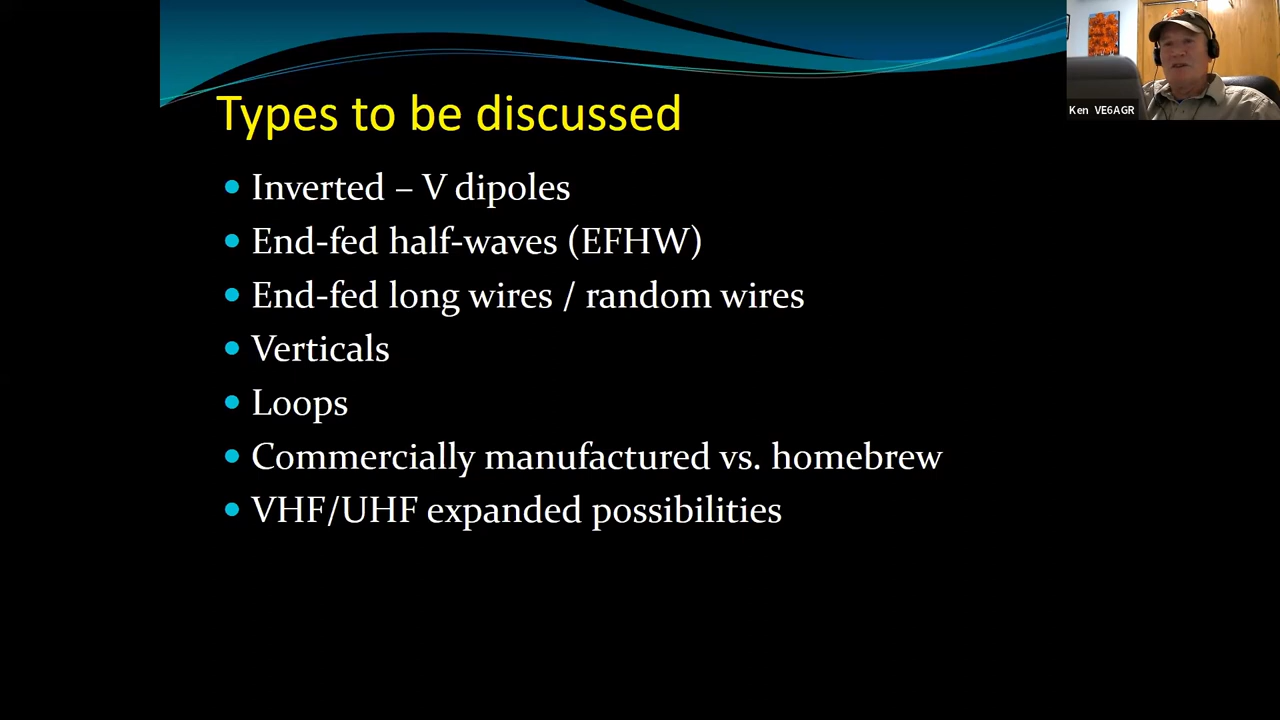 Types to be discussed
Inverted – V dipoles
End-fed half-waves (EFHW)
End-fed long wires / random wires
Verticals
Loops
Commercially manufactured vs. homebrew
VHF/UHF expanded possibilities
Ken VE6AGR